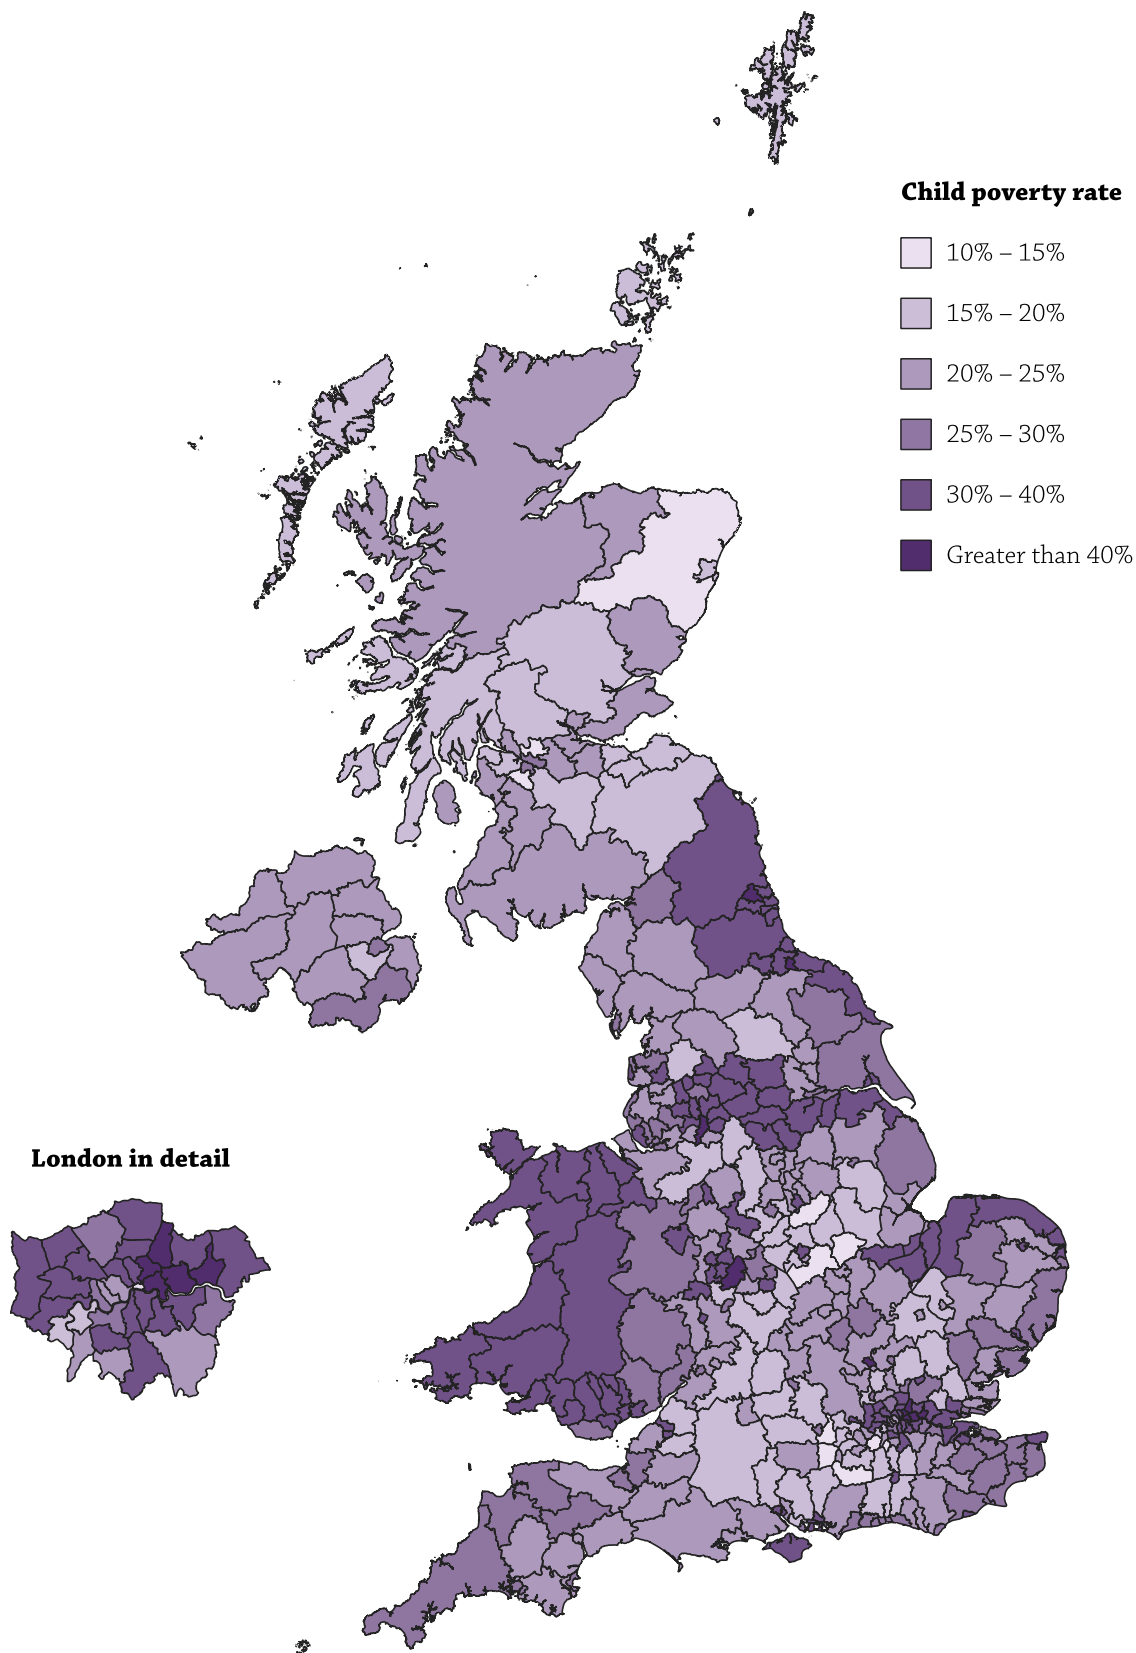 Child poverty rate
10% – 15%
15% – 20%
20% – 25%
25% – 30%
30% – 40%
Greater than 40%
London in detail